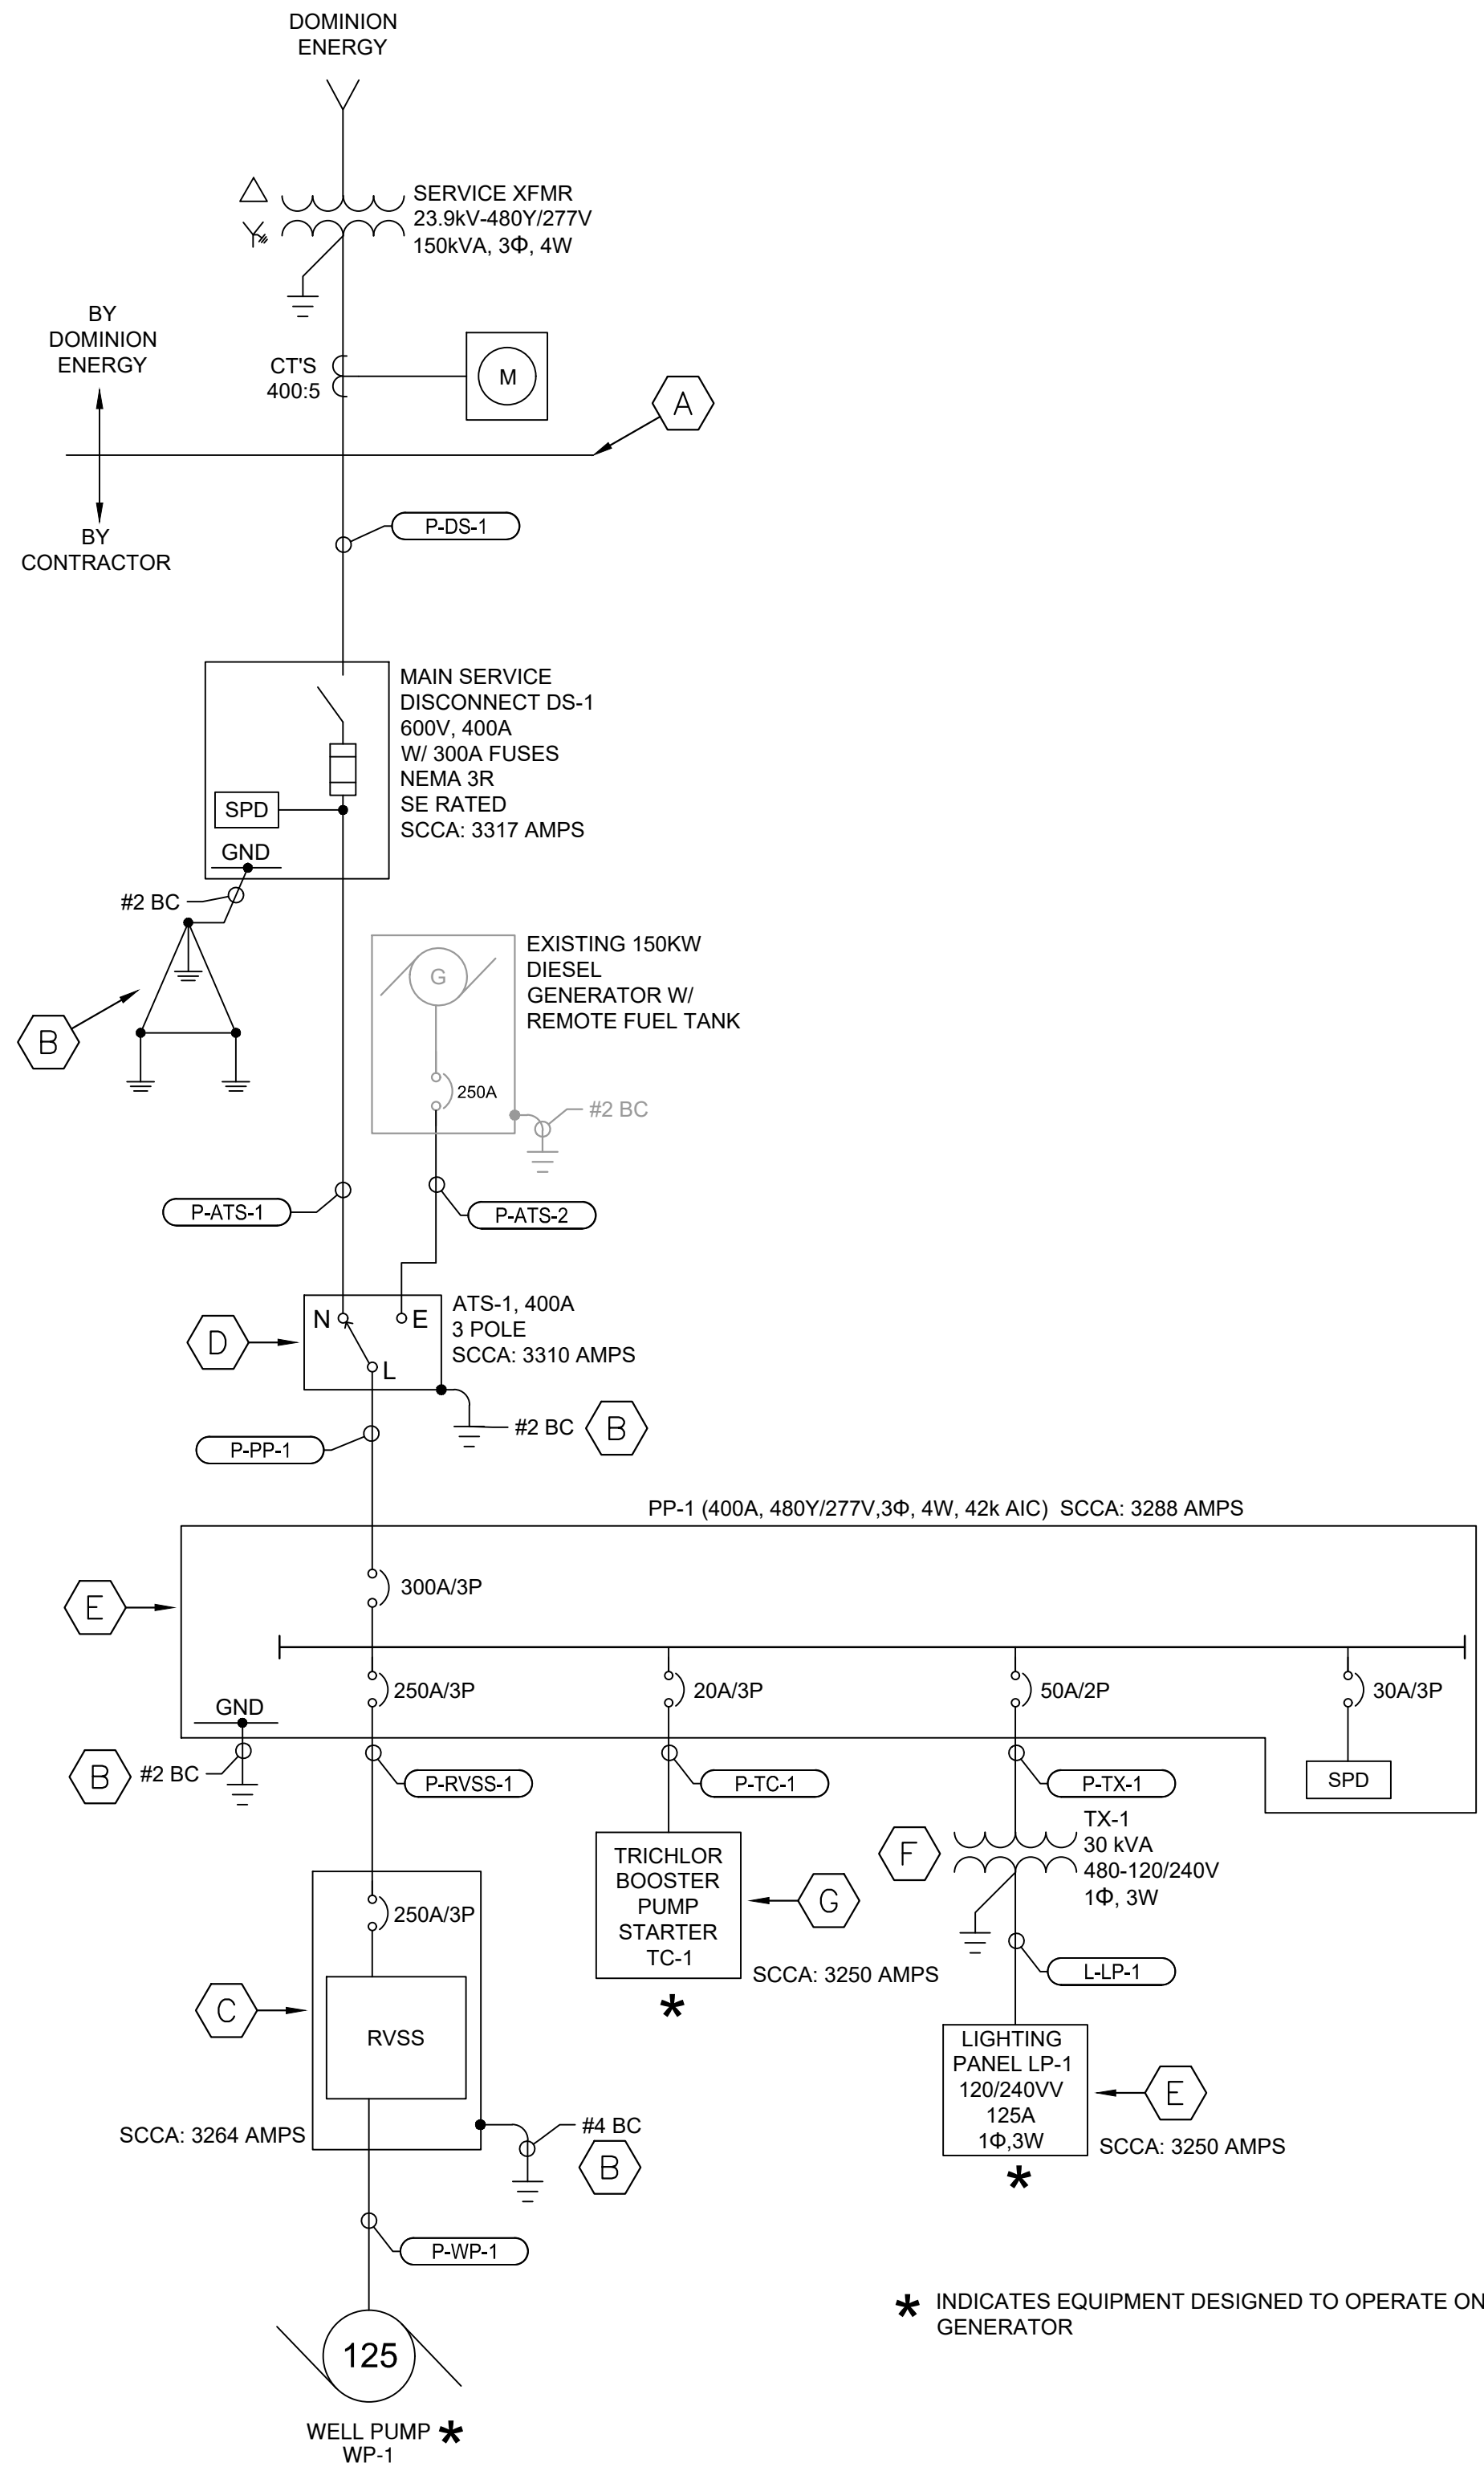 DOMINION
ENERGY
SERVICE XFMR
23.9kV-480Y/277V
150kVA, 3Φ, 4W
BY
DOMINION
ENERGY
CT'S
400:5
M
A
BY
CONTRACTOR
P-DS-1
MAIN SERVICE
DISCONNECT DS-1
600V, 400A
W/ 300A FUSES
NEMA 3R
SE RATED
SCCA: 3317 AMPS
SPD
GND
#2 BC
B
EXISTING 150KW
DIESEL
GENERATOR W/
REMOTE FUEL TANK
G
250A
#2 BC
P-ATS-1
P-ATS-2
D
N
E
L
ATS-1, 400A
3 POLE
SCCA: 3310 AMPS
#2 BC
B
P-PP-1
PP-1 (400A, 480Y/277V,3Φ, 4W, 42k AIC) SCCA: 3288 AMPS
E
300A/3P
250A/3P
20A/3P
50A/2P
30A/3P
GND
B
#2 BC
P-RVSS-1
P-TC-1
P-TX-1
SPD
F
TX-1
30 kVA
480-120/240V
1Φ, 3W
TRICHLOR
BOOSTER
PUMP
STARTER
TC-1
G
SCCA: 3250 AMPS
*
250A/3P
C
RVSS
SCCA: 3264 AMPS
#4 BC
B
L-LP-1
LIGHTING
PANEL LP-1
120/240VV
125A
1Φ,3W
E
SCCA: 3250 AMPS
*
P-WP-1
125
WELL PUMP *
WP-1
* INDICATES EQUIPMENT DESIGNED TO OPERATE ON
GENERATOR